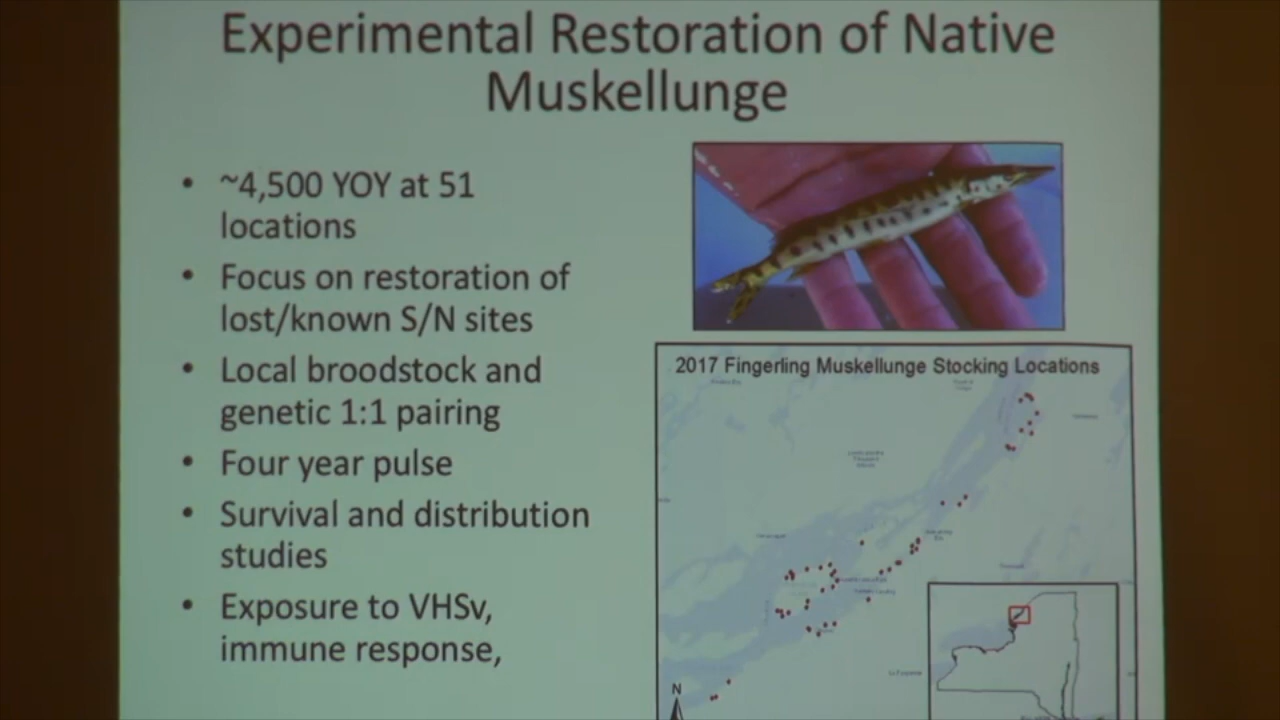 Experimental Restoration of Native
Muskellunge
• ~4,500 YOY at 51
locations
• Focus on restoration of
lost/known S/N sites
• Local broodstock and
genetic 1:1 pairing
• Four year pulse
• Survival and distribution
studies
• Exposure to VHSv,
immune response,
2017 Fingerling Muskellunge Stocking Locations
N